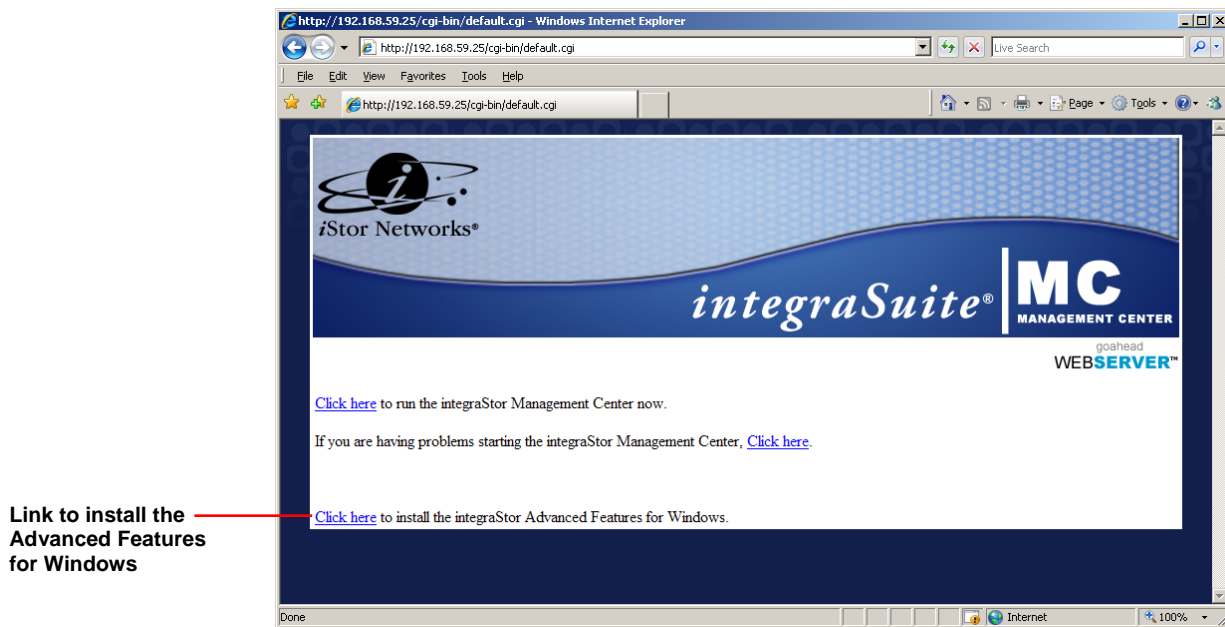 http://192.168.59.25/cgi-bin/default.cgi - Windows Internet Explorer
http://192.168.59.25/cgi-bin/default.cgi
Live Search
File Edit View Favorites Tools Help
http://192.168.59.25/cgi-bin/default.cgi
Page Tools
iStor Networks®
integraSuite® MC
MANAGEMENT CENTER
goahead
WEBSERVER™
Click here to run the integraStor Management Center now.
If you are having problems starting the integraStor Management Center, Click here.
Click here to install the integraStor Advanced Features for Windows.
Link to install the
Advanced Features
for Windows
Done
Internet
100%